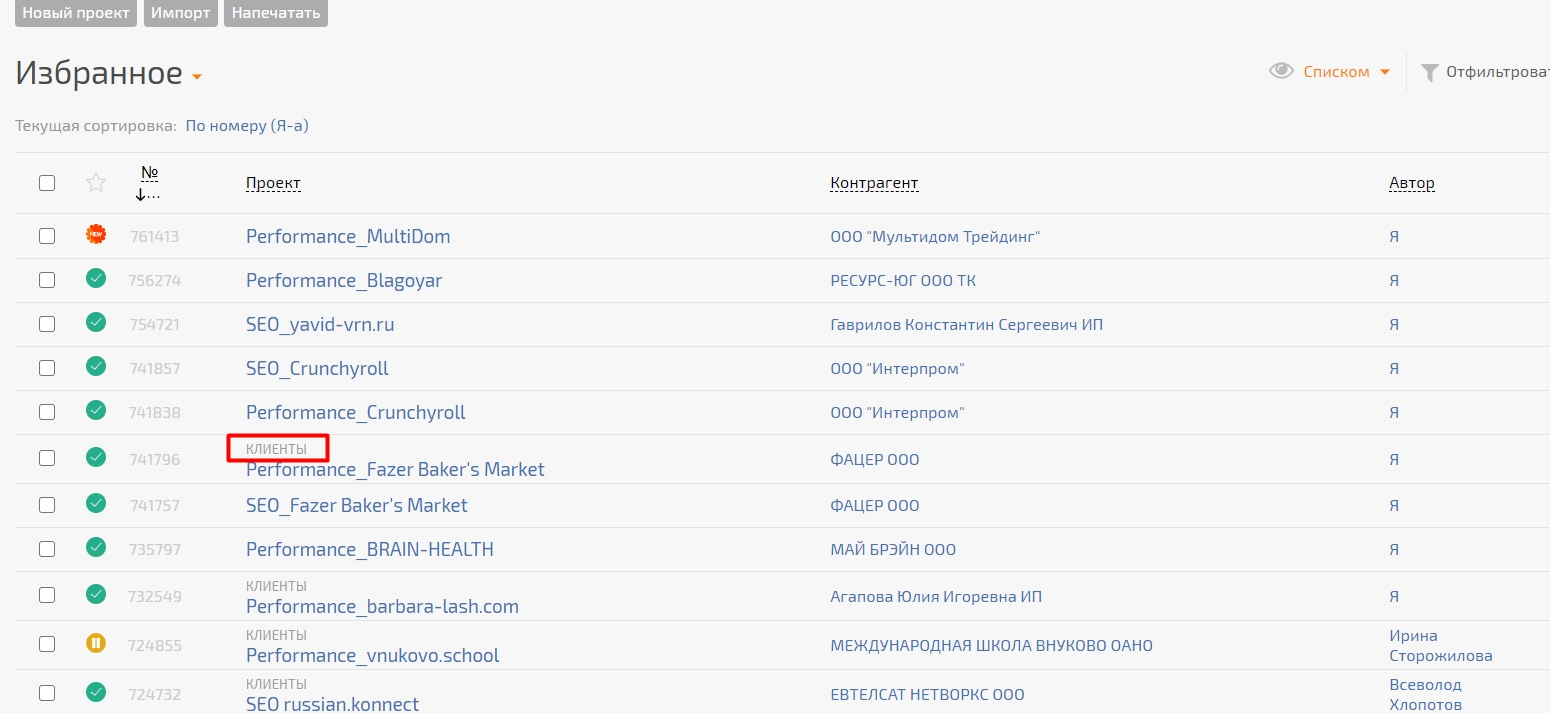 Новый проект Импорт Напечатать
Избранное
Списком Отфильтроват
Текущая сортировка: По номеру (Я-а)
№ Проект Контрагент Автор
...
NEW 761413 Performance_MultiDom ООО "Мультидом Трейдинг" Я
756274 Performance_Blagoyar РЕСУРС-ЮГ ООО ТК Я
754721 SEO_yavid-vrn.ru Гаврилов Константин Сергеевич ИП Я
741857 SEO_Crunchyroll ООО "Интерпром" Я
741838 Performance_Crunchyroll ООО "Интерпром" Я
КЛИЕНТЫ
741796 Performance_Fazer Baker's Market ФАЦЕР ООО Я
741757 SEO_Fazer Baker's Market ФАЦЕР ООО Я
735797 Performance_BRAIN-HEALTH МАЙ БРЭЙН ООО Я
КЛИЕНТЫ
732549 Performance_barbara-lash.com Агапова Юлия Игоревна ИП Я
КЛИЕНТЫ
724855 Performance_vnukovo.school МЕЖДУНАРОДНАЯ ШКОЛА ВНУКОВО ОАНО Ирина
Сторожилова
КЛИЕНТЫ
724732 SEO russian.konnect ЕВТЕЛСАТ НЕТВОРКС ООО Всеволод
Хлопотов